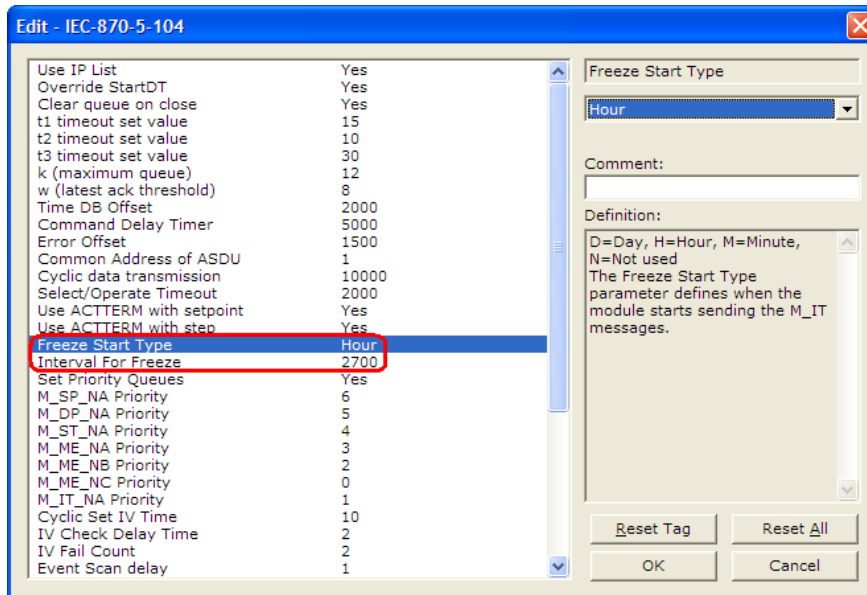 Edit - IEC-870-5-104
Use IP List Yes
Override StartDT Yes
Clear queue on close Yes
t1 timeout set value 15
t2 timeout set value 10
t3 timeout set value 30
k (maximum queue) 12
w (latest ack threshold) 8
Time DB Offset 2000
Command Delay Timer 5000
Error Offset 1500
Common Address of ASDU 1
Cyclic data transmission 10000
Select/Operate Timeout 2000
Use ACTTERM with setpoint Yes
Use ACTTERM with step Yes
Freeze Start Type Hour
Interval For Freeze 2700
Set Priority Queues Yes
M_SP_NA Priority 6
M_DP_NA Priority 5
M_ST_NA Priority 4
M_ME_NA Priority 3
M_ME_NB Priority 2
M_ME_NC Priority 0
M_IT_NA Priority 1
Cyclic Set IV Time 10
IV Check Delay Time 2
IV Fail Count 2
Event Scan delay 1
Freeze Start Type
Hour
Comment:
Definition:
D=Day, H=Hour, M=Minute,
N=Not used
The Freeze Start Type
parameter defines when the
module starts sending the M_IT
messages.
Reset Tag
Reset All
OK
Cancel